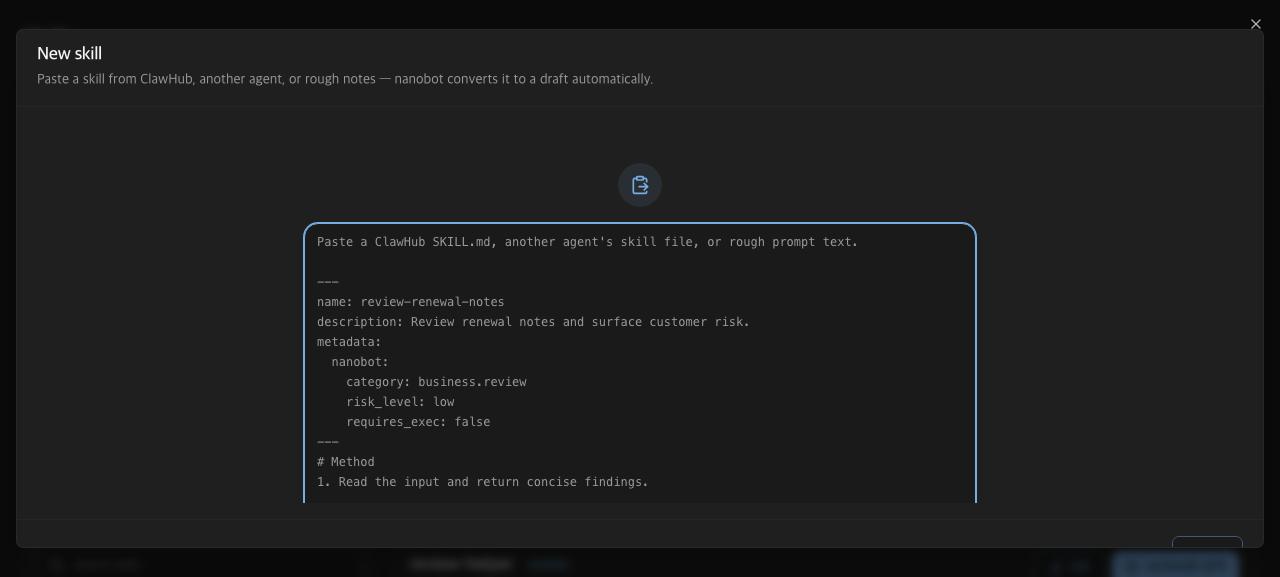 New skill
Paste a skill from ClawHub, another agent, or rough notes — nanobot converts it to a draft automatically.
Paste a ClawHub SKILL.md, another agent's skill file, or rough prompt text.
---
name: review-renewal-notes
description: Review renewal notes and surface customer risk.
metadata:
  nanobot:
    category: business.review
    risk_level: low
    requires_exec: false
---
# Method
1. Read the input and return concise findings.